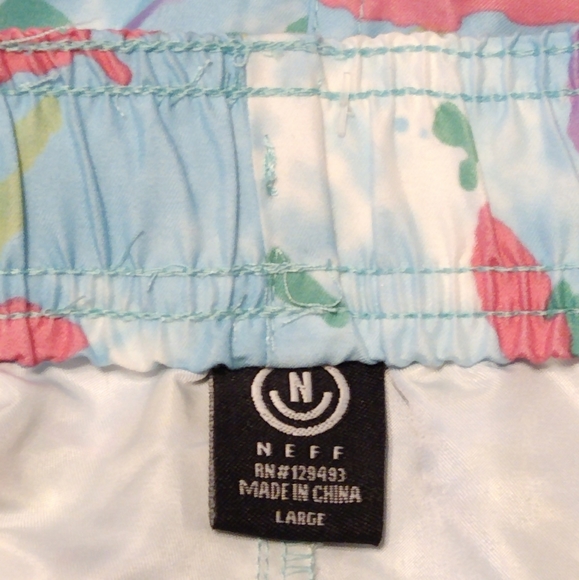 N
NEFF
RN#129493
MADE IN CHINA
LARGE